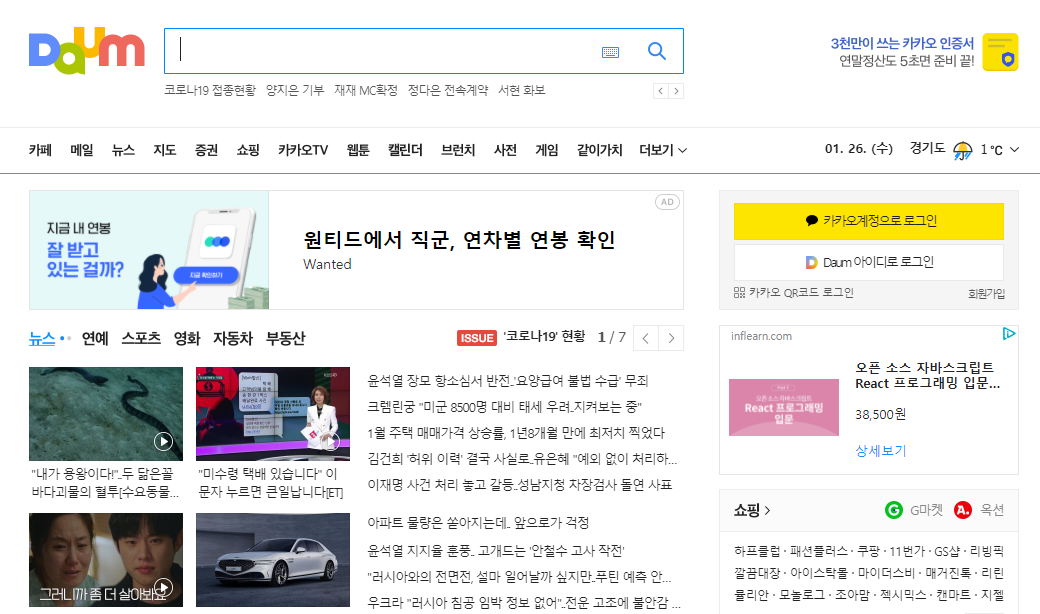 Daum
3천만이 쓰는 카카오 인증서
연말정산도 5초면 준비 끝!
코로나19 접종현황 양지은 기부 재재 MC확정 정다은 전속계약 서현 화보
카페 메일 뉴스 지도 증권 쇼핑 카카오TV 웹툰 캘린더 브런치 사전 게임 같이가치 더보기
01. 26. (수) 경기도 1℃
지금 내 연봉
잘 받고
있는 걸까?
지금 확인하기
AD
원티드에서 직군, 연차별 연봉 확인
Wanted
카카오계정으로 로그인
Daum 아이디로 로그인
카카오 QR코드 로그인 회원가입
뉴스 연예 스포츠 영화 자동차 부동산
ISSUE '코로나19' 현황 1 / 7
"내가 용왕이다!"..두 닮은꼴
바다괴물의 혈투[수요동물...
"미수령 택배 있습니다" 이
문자 누르면 큰일납니다[ET]
윤석열 장모 항소심서 반전..'요양급여 불법 수급' 무죄
크렘린궁 "미군 8500명 대비 태세 우려..지켜보는 중"
1월 주택 매매가격 상승률, 1년8개월 만에 최저치 찍었다
김건희 '허위 이력' 결국 사실로..유은혜 "예외 없이 처리하...
이재명 사건 처리 놓고 갈등..성남지청 차장검사 돌연 사표
그러니까 좀 더 살아봐요
아파트 물량은 쏟아지는데.. 앞으로가 걱정
윤석열 지지율 훈풍.. 고개드는 '안철수 고사 작전'
"러시아와의 전면전, 설마 일어날까 싶지만..푸틴 예측 안...
우크라 "러시아 침공 임박 정보 없어"..전운 고조에 불안감 ...
inflearn.com
오픈 소스 자바스크립트
React 프로그래밍
입문
오픈 소스 자바스크립트
React 프로그래밍 입문...
38,500원
상세보기
쇼핑 G G마켓 A. 옥션
하프클럽 · 패션플러스 · 쿠팡 · 11번가 · GS샵 · 리빙픽
깔끔대장 · 아이스탁몰 · 마이더스비 · 매거진톡 · 리린
뮬리안 · 모놀로그 · 조아맘 · 젝시믹스 · 캔마트 · 지젤